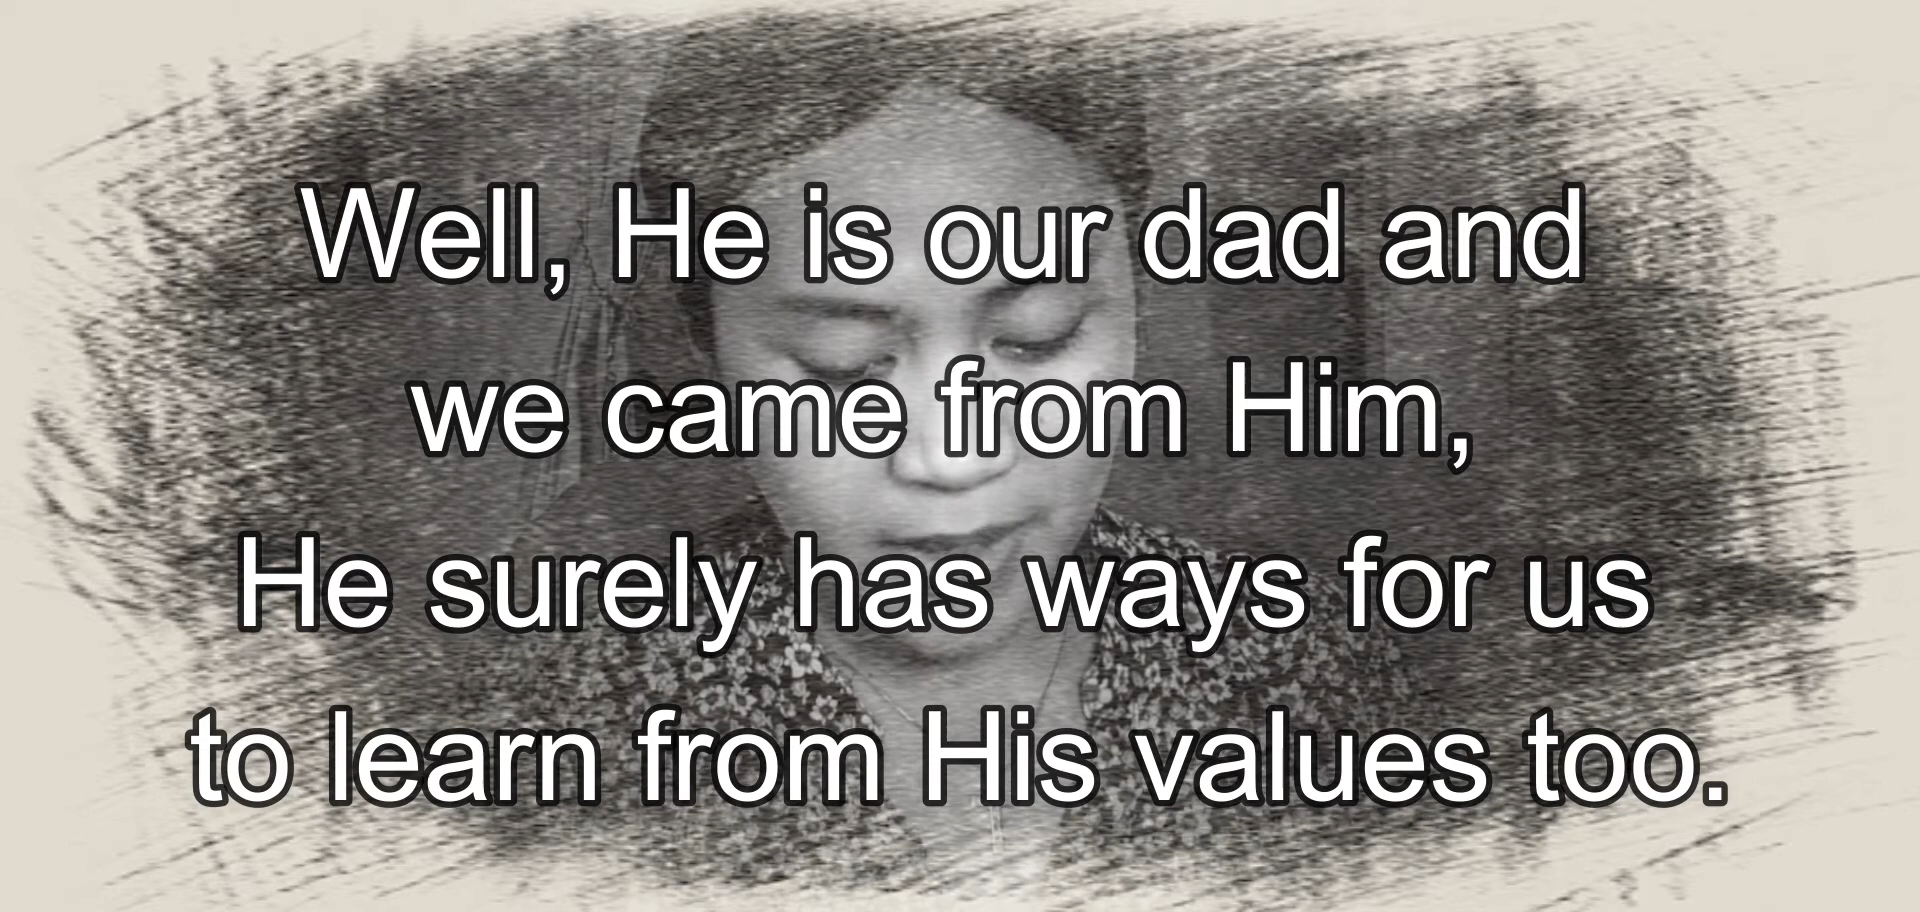 Well, He is our dad and
we came from Him,
He surely has ways for us
to learn from His values too.